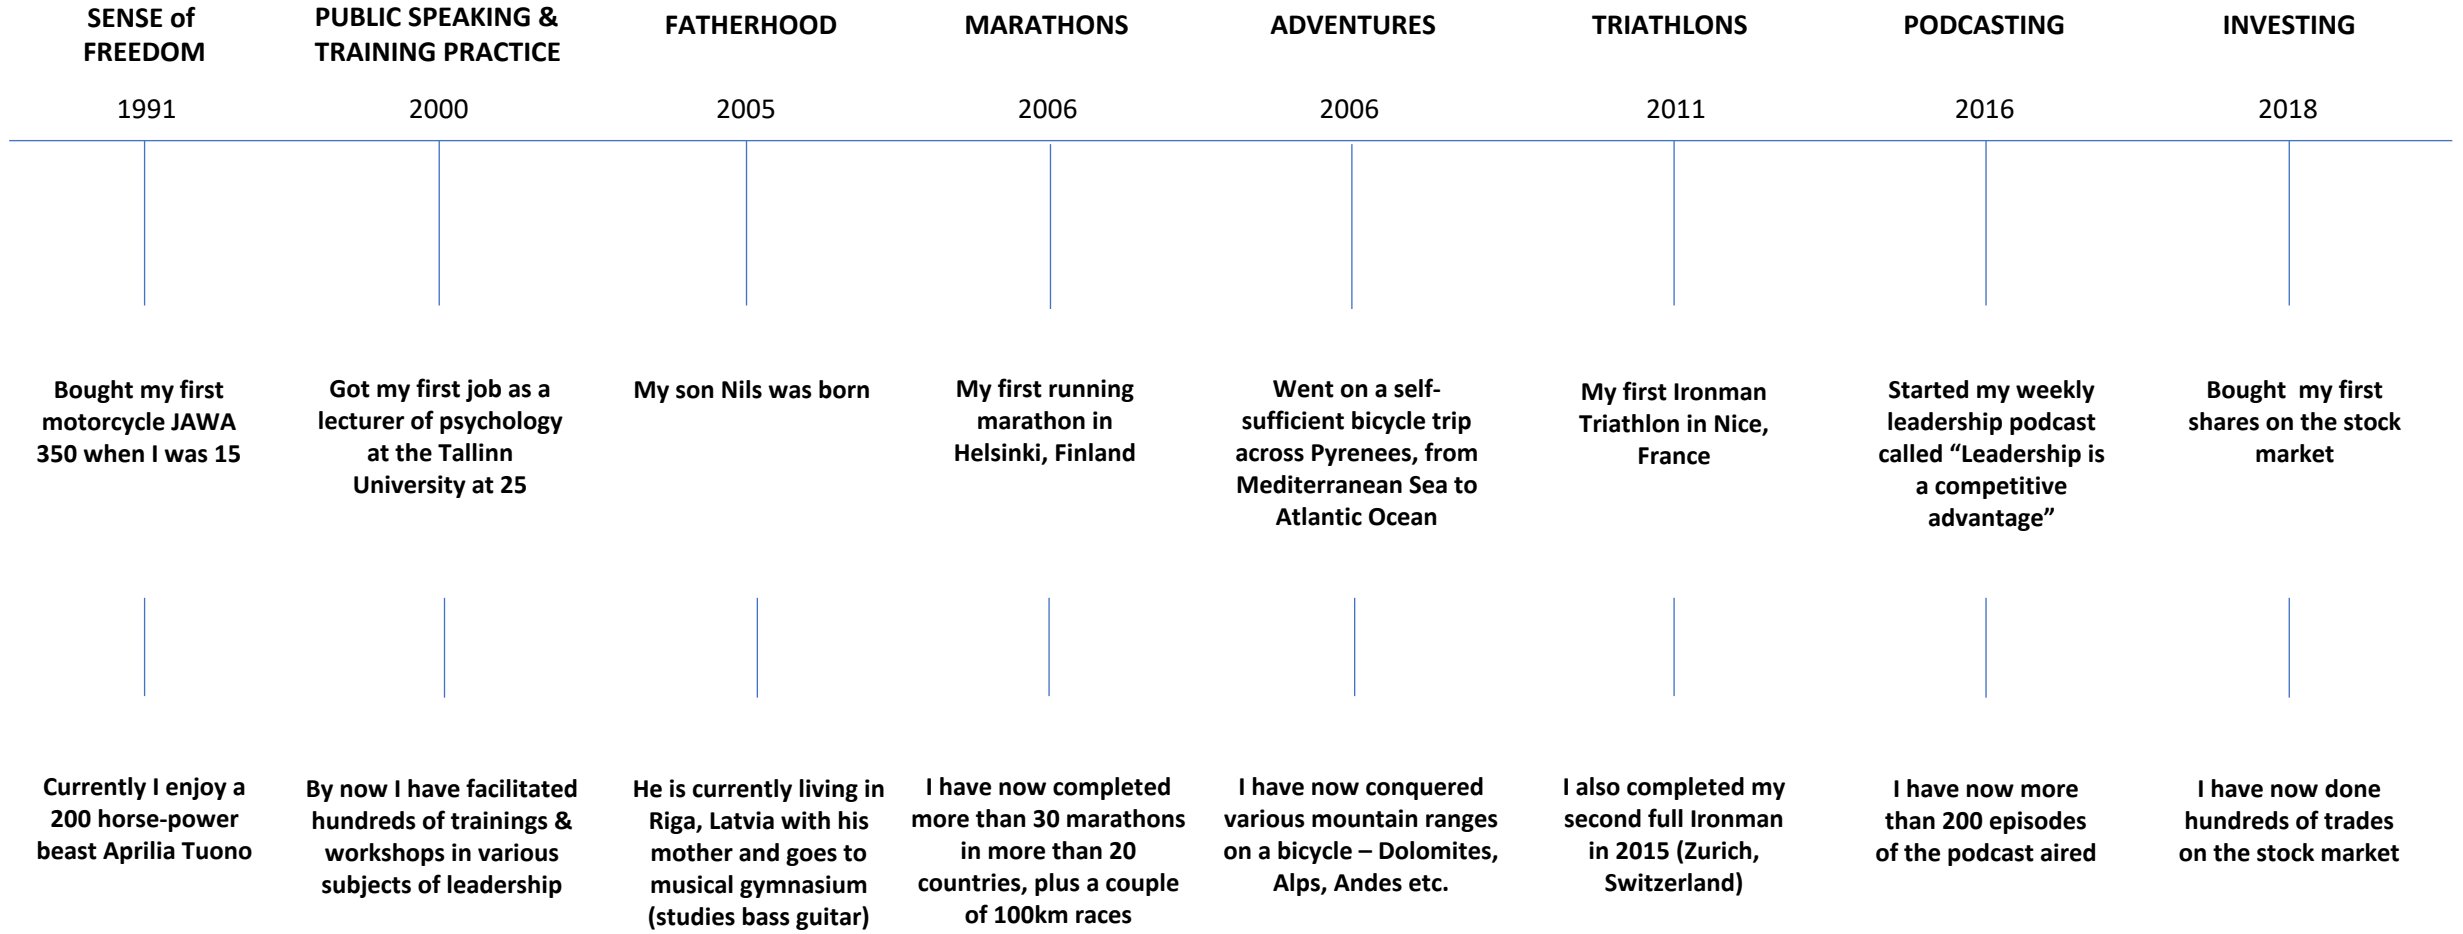 SENSE of
FREEDOM
PUBLIC SPEAKING &
TRAINING PRACTICE
FATHERHOOD
MARATHONS
ADVENTURES
TRIATHLONS
PODCASTING
INVESTING
1991
2000
2005
2006
2006
2011
2016
2018
Bought my first
motorcycle JAWA
350 when I was 15
Got my first job as a
lecturer of psychology
at the Tallinn
University at 25
My son Nils was born
My first running
marathon in
Helsinki, Finland
Went on a self-
sufficient bicycle trip
across Pyrenees, from
Mediterranean Sea to
Atlantic Ocean
My first Ironman
Triathlon in Nice,
France
Started my weekly
leadership podcast
called “Leadership is
a competitive
advantage”
Bought  my first
shares on the stock
market
Currently I enjoy a
200 horse-power
beast Aprilia Tuono
By now I have facilitated
hundreds of trainings &
workshops in various
subjects of leadership
He is currently living in
Riga, Latvia with his
mother and goes to
musical gymnasium
(studies bass guitar)
I have now completed
more than 30 marathons
in more than 20
countries, plus a couple
of 100km races
I have now conquered
various mountain ranges
on a bicycle – Dolomites,
Alps, Andes etc.
I also completed my
second full Ironman
in 2015 (Zurich,
Switzerland)
I have now more
than 200 episodes
of the podcast aired
I have now done
hundreds of trades
on the stock market